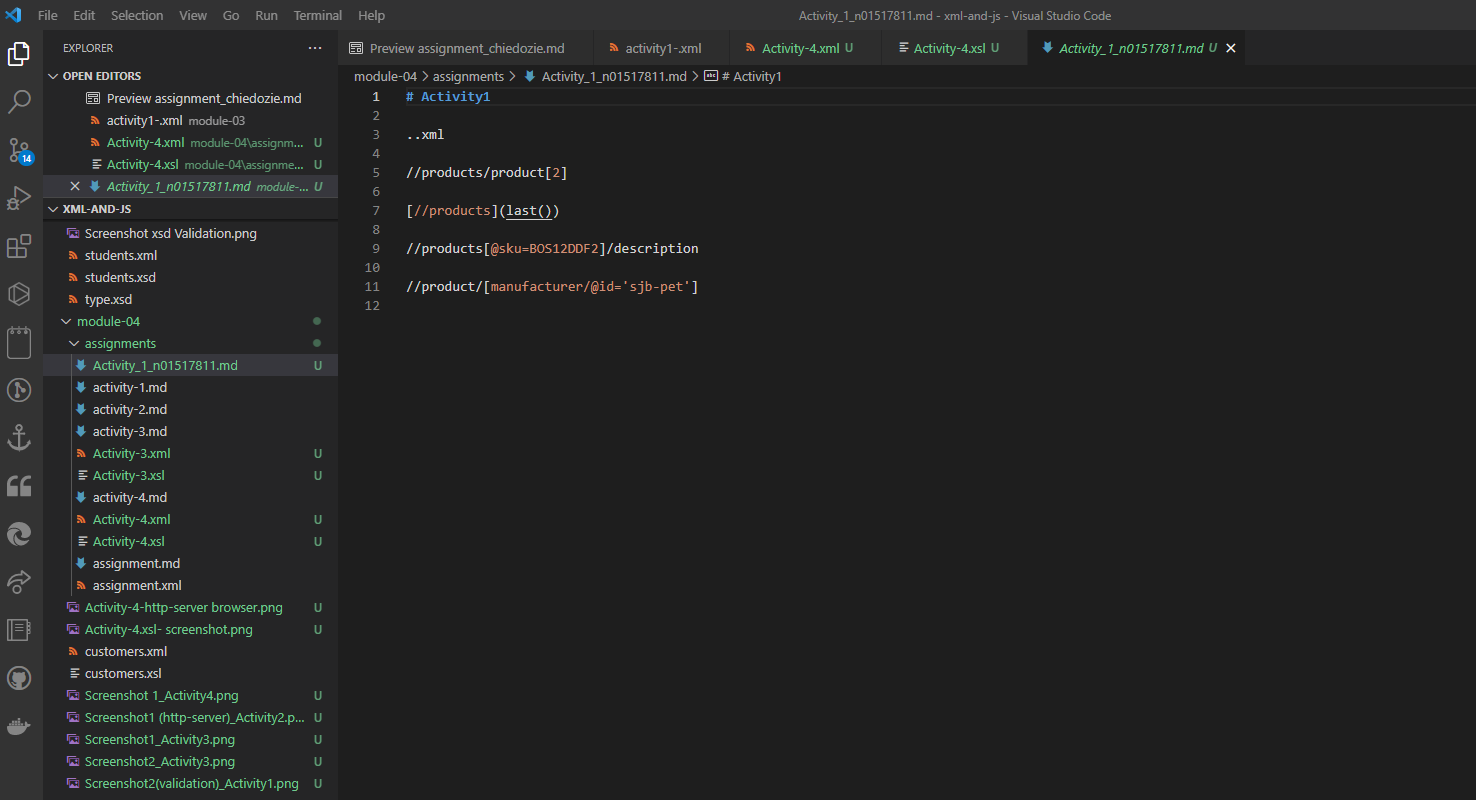 File Edit Selection View Go Run Terminal Help
Activity_1_n01517811.md - xml-and-js - Visual Studio Code
EXPLORER ...
OPEN EDITORS
Preview assignment_chiedozie.md
activity1-.xml module-03
Activity-4.xml module-04\assignm... U
Activity-4.xsl module-04\assignme... U
Activity_1_n01517811.md module-... U
XML-AND-JS
Screenshot xsd Validation.png
students.xml
students.xsd
type.xsd
module-04
assignments
Activity_1_n01517811.md U
activity-1.md
activity-2.md
activity-3.md
Activity-3.xml U
Activity-3.xsl U
activity-4.md
Activity-4.xml U
Activity-4.xsl U
assignment.md
assignment.xml
Activity-4-http-server browser.png U
Activity-4.xsl- screenshot.png U
customers.xml
customers.xsl
Screenshot 1_Activity4.png U
Screenshot1 (http-server)_Activity2.p... U
Screenshot1_Activity3.png U
Screenshot2_Activity3.png U
Screenshot2(validation)_Activity1.png U
14
Preview assignment_chiedozie.md
activity1-.xml
Activity-4.xml U
Activity-4.xsl U
Activity_1_n01517811.md U
module-04 > assignments > Activity_1_n01517811.md > abc # Activity1
1 # Activity1
2
3 ..xml
4
5 //products/product[2]
6
7 [//products](last())
8
9 //products[@sku=BOS12DDF2]/description
10
11 //product/[manufacturer/@id='sjb-pet']
12